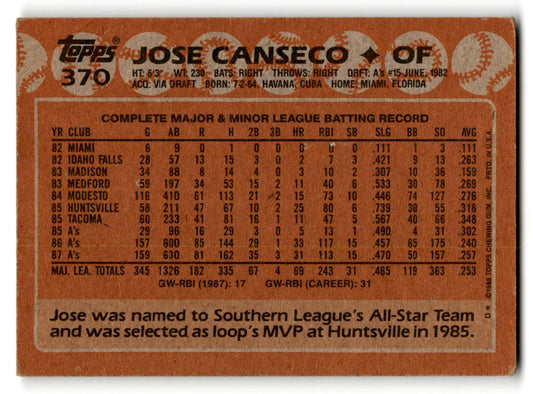 Topps®
370
JOSE CANSECO ✦ OF
HT: 6'3" WT: 230 BATS: RIGHT THROWS: RIGHT DRFT: A's #15-JUNE, 1982
ACQ: VIA DRAFT BORN: 7-2-64, HAVANA, CUBA HOME: MIAMI, FLORIDA
COMPLETE MAJOR & MINOR LEAGUE BATTING RECORD
YR CLUB G AB R H 2B 3B HR RBI SB SLG BB SO AVG
82 MIAMI 6 9 0 1 0 0 0 0 0 .111 1 3 .111
82 IDAHO FALLS 28 57 13 15 3 0 2 7 3 .421 9 13 .263
83 MADISON 34 88 8 14 4 0 3 10 2 .307 10 36 .159
83 MEDFORD 59 197 34 53 15 2 11 40 6 .533 30 78 .269
84 MODESTO 116 410 61 113 21 2 15 73 10 .446 74 127 .276
85 HUNTSVILLE 58 211 47 67 10 2 25 80 6 .739 30 55 .318
85 TACOMA 60 233 41 81 16 1 11 47 5 .567 40 66 .348
85 A's 29 96 16 29 3 0 5 13 1 .490 4 31 .302
86 A's 157 600 85 144 29 1 33 117 15 .457 65 175 .240
87 A's 159 630 81 162 35 3 31 113 15 .470 50 157 .257
MAJ. LEA. TOTALS 345 1326 182 335 67 4 69 243 31 .465 119 363 .253
GW-RBI (1987): 17 GW-RBI (CAREER): 31
Jose was named to Southern League's All-Star Team
and was selected as loop's MVP at Huntsville in 1985.
D* ©1988 TOPPS CHEWING GUM, INC. PRTD. IN U.S.A.